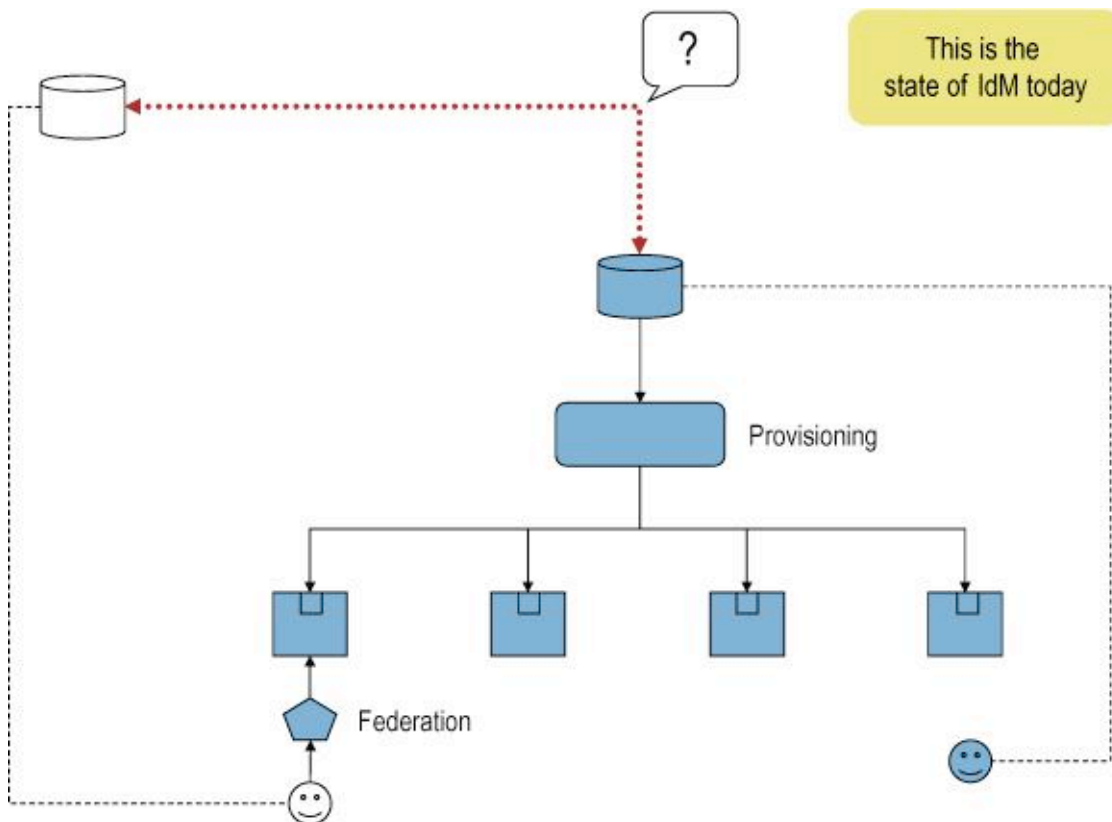 ?
This is the
state of IdM today
Provisioning
Federation